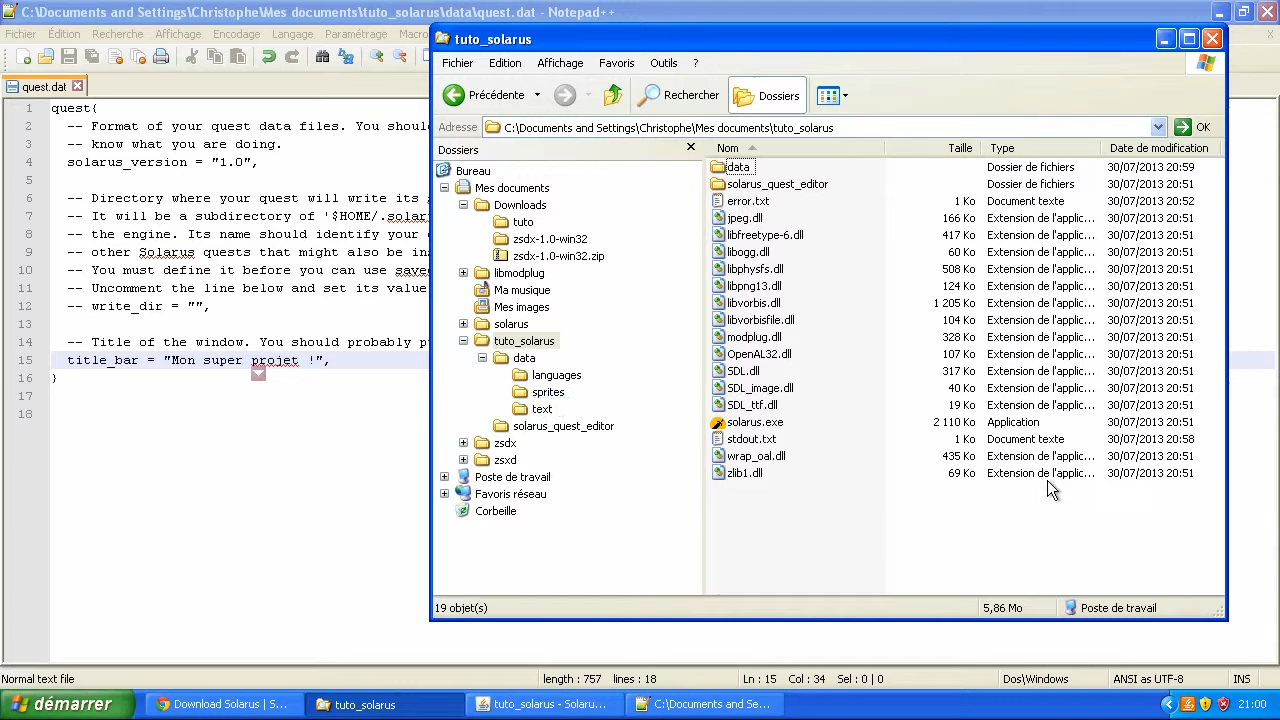 C:\Documents and Settings\Christophe\Mes documents\tuto_solarus\data\quest.dat - Notepad++
Fichier Édition Recherche Affichage Encodage Langage Paramétrage Macro
quest.dat
1 quest{
2 -- Format of your quest data files. You should
3 -- know what you are doing.
4 solarus_version = "1.0",
5
6 -- Directory where your quest will write its
7 -- It will be a subdirectory of '$HOME/.solar
8 -- the engine. Its name should identify your
9 -- other Solarus quests that might also be in
10 -- You must define it before you can use save
11 -- Uncomment the line below and set its value
12 -- write_dir = "",
13
14 -- Title of the window. You should probably p
15 title_bar = "Mon super projet !",
16 }
17
18
tuto_solarus
Fichier Edition Affichage Favoris Outils ?
Précédente Rechercher Dossiers
Adresse C:\Documents and Settings\Christophe\Mes documents\tuto_solarus OK
Dossiers
Bureau
Mes documents
Downloads
tuto
zsdx-1.0-win32
zsdx-1.0-win32.zip
libmodplug
Ma musique
Mes images
solarus
tuto_solarus
data
languages
sprites
text
solarus_quest_editor
zsdx
zsxd
Poste de travail
Favoris réseau
Corbeille
Nom Taille Type Date de modification
data Dossier de fichiers 30/07/2013 20:59
solarus_quest_editor Dossier de fichiers 30/07/2013 20:51
error.txt 1 Ko Document texte 30/07/2013 20:52
jpeg.dll 166 Ko Extension de l'applic... 30/07/2013 20:51
libfreetype-6.dll 417 Ko Extension de l'applic... 30/07/2013 20:51
libogg.dll 60 Ko Extension de l'applic... 30/07/2013 20:51
libphysfs.dll 508 Ko Extension de l'applic... 30/07/2013 20:51
libpng13.dll 124 Ko Extension de l'applic... 30/07/2013 20:51
libvorbis.dll 1 205 Ko Extension de l'applic... 30/07/2013 20:51
libvorbisfile.dll 104 Ko Extension de l'applic... 30/07/2013 20:51
modplug.dll 328 Ko Extension de l'applic... 30/07/2013 20:51
OpenAL32.dll 107 Ko Extension de l'applic... 30/07/2013 20:51
SDL.dll 317 Ko Extension de l'applic... 30/07/2013 20:51
SDL_image.dll 40 Ko Extension de l'applic... 30/07/2013 20:51
SDL_ttf.dll 19 Ko Extension de l'applic... 30/07/2013 20:51
solarus.exe 2 110 Ko Application 30/07/2013 20:51
stdout.txt 1 Ko Document texte 30/07/2013 20:58
wrap_oal.dll 435 Ko Extension de l'applic... 30/07/2013 20:51
zlib1.dll 69 Ko Extension de l'applic... 30/07/2013 20:51
19 objet(s) 5,86 Mo Poste de travail
Normal text file length : 757 lines : 18 Ln : 15 Col : 34 Sel : 0 | 0 Dos\Windows ANSI as UTF-8 INS
démarrer Download Solarus | S... tuto_solarus tuto_solarus - Solaru... C:\Documents and Se... 21:00